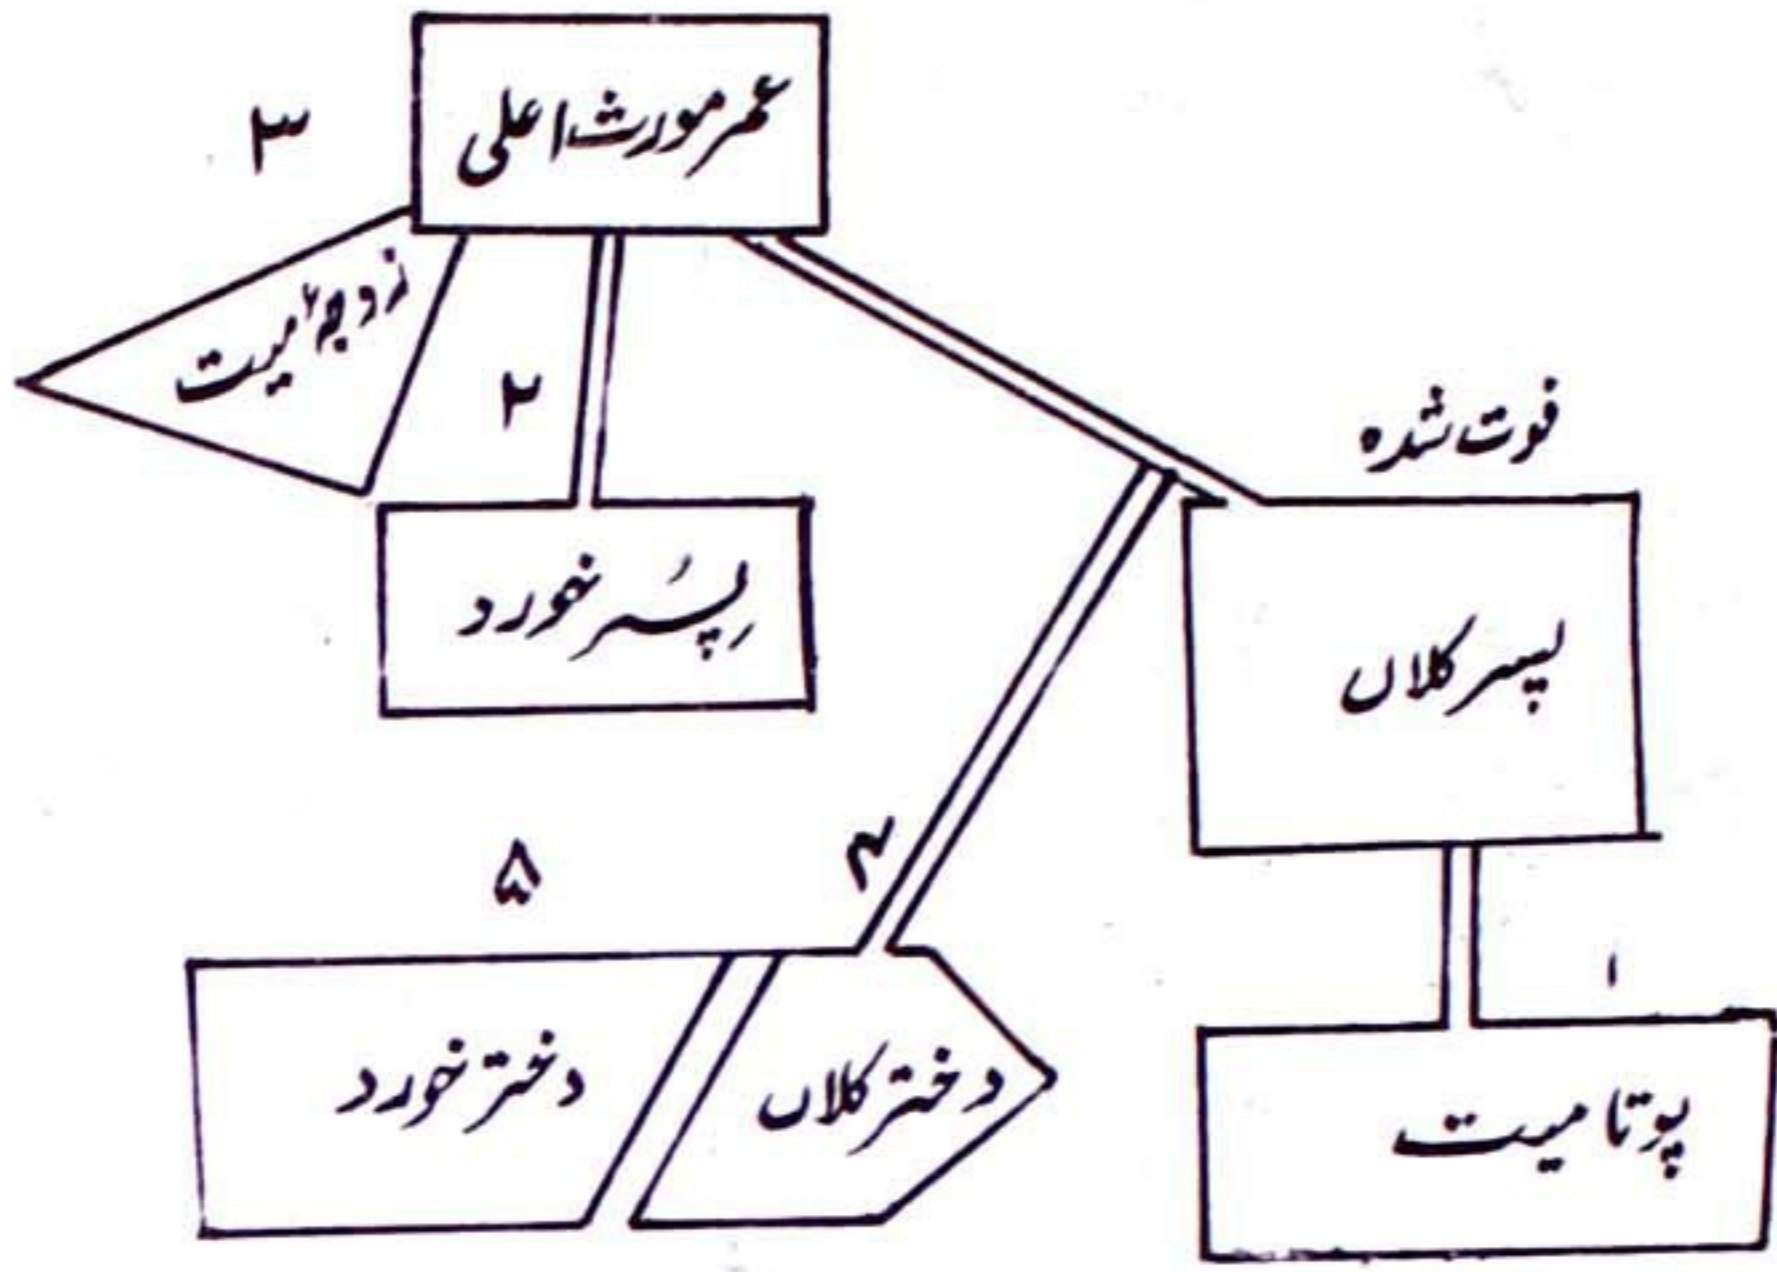 عمر مورث اعلی
۳
زوجہ میت
۲
فوت شدہ
پسر خورد
پسر کلاں
۵
۴
۱
دختر خورد
دختر کلاں
پوتا میت